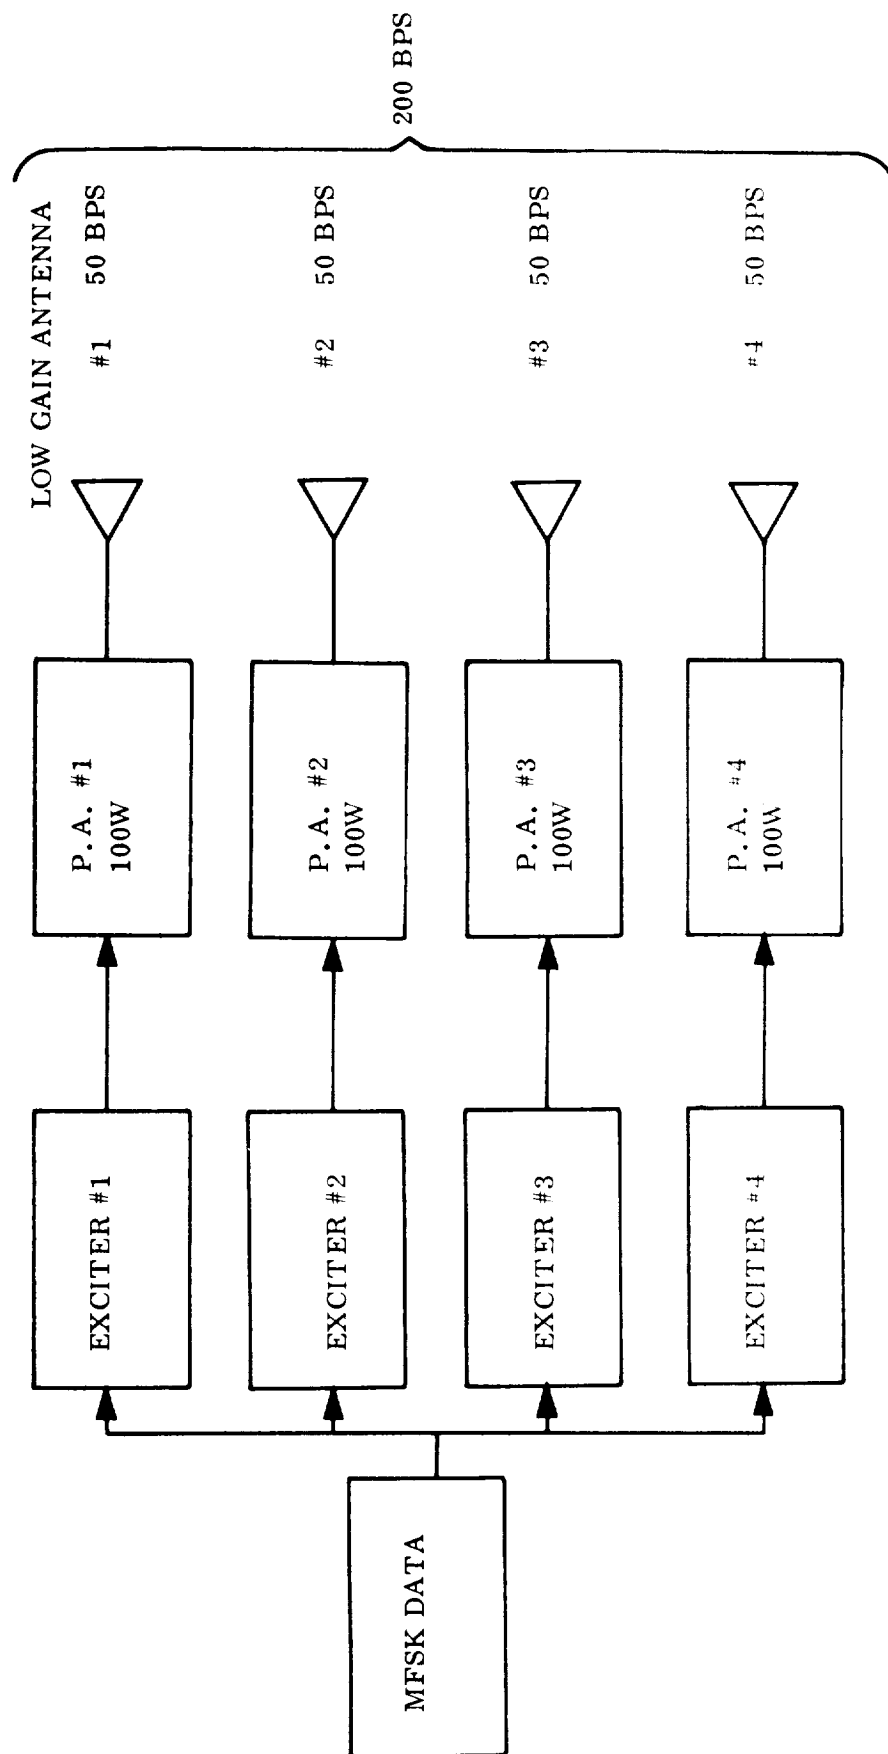 MFSK DATA
EXCITER #1
EXCITER #2
EXCITER #3
EXCITER #4
P.A. #1
100W
P.A. #2
100W
P.A. #3
100W
P.A. #4
100W
LOW GAIN ANTENNA
#1 50 BPS
#2 50 BPS
#3 50 BPS
#4 50 BPS
200 BPS